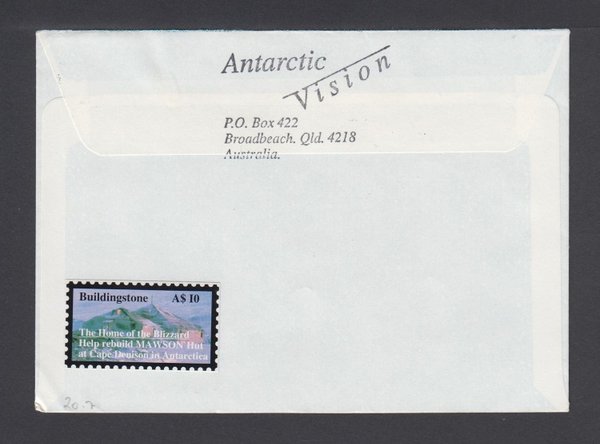 Antarctic
Vision
P.O. Box 422
Broadbeach. Qld. 4218
Australia.
Buildingstone A$ 10
The Home of the Blizzard
Help rebuild MAWSON Hut
at Cape Denison in Antarctica
20.-